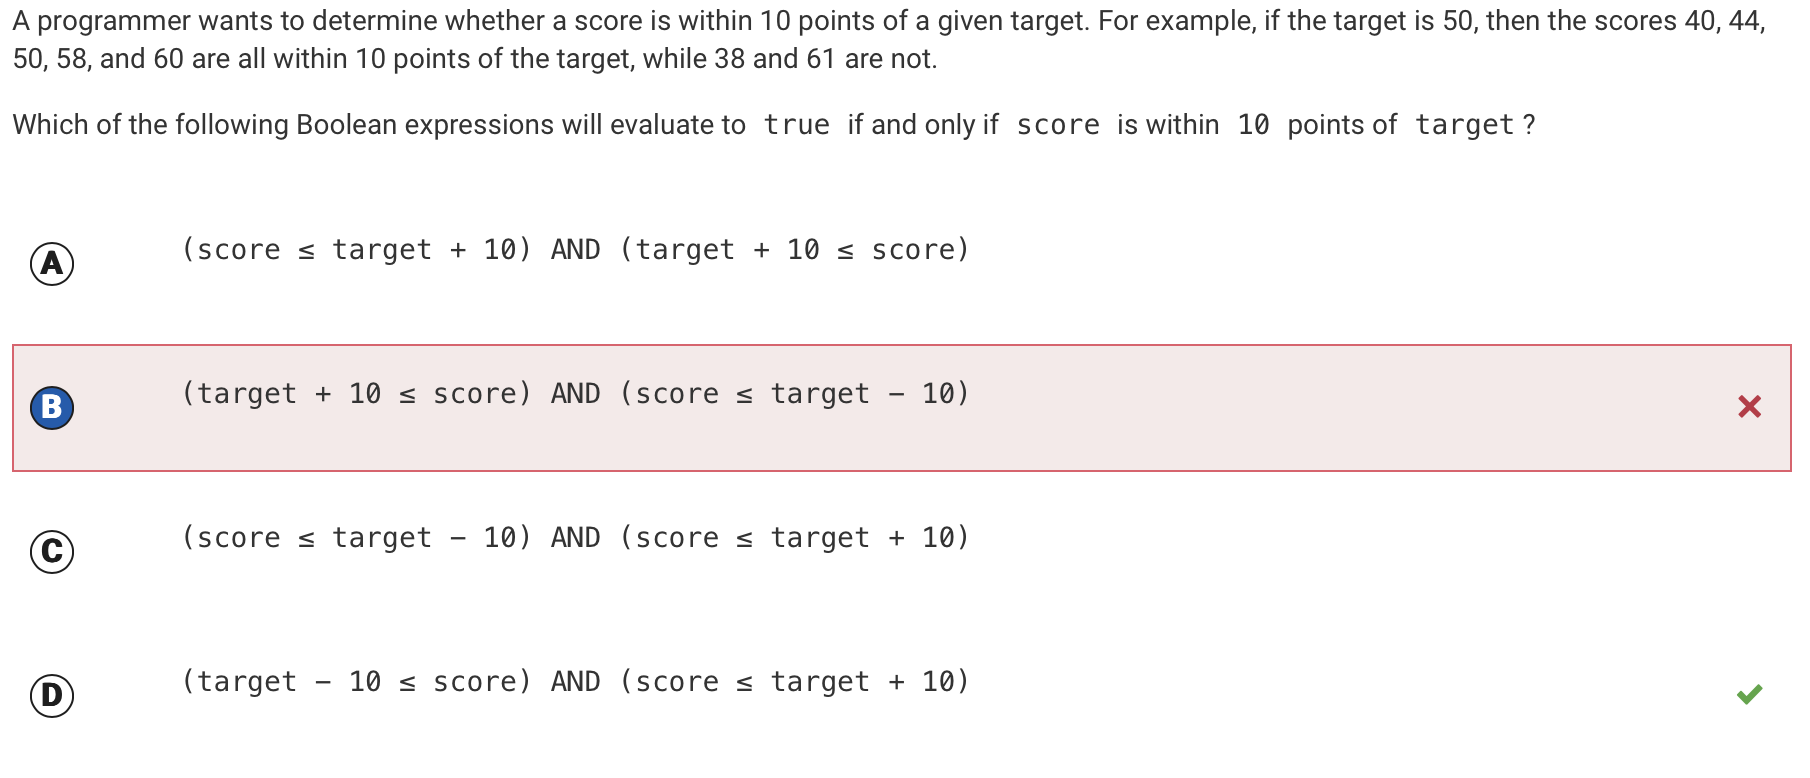 A programmer wants to determine whether a score is within 10 points of a given target. For example, if the target is 50, then the scores 40, 44,
50, 58, and 60 are all within 10 points of the target, while 38 and 61 are not.
Which of the following Boolean expressions will evaluate to true if and only if score is within 10 points of target ?
A (score ≤ target + 10) AND (target + 10 ≤ score)
B (target + 10 ≤ score) AND (score ≤ target − 10)
C (score ≤ target − 10) AND (score ≤ target + 10)
D (target − 10 ≤ score) AND (score ≤ target + 10)